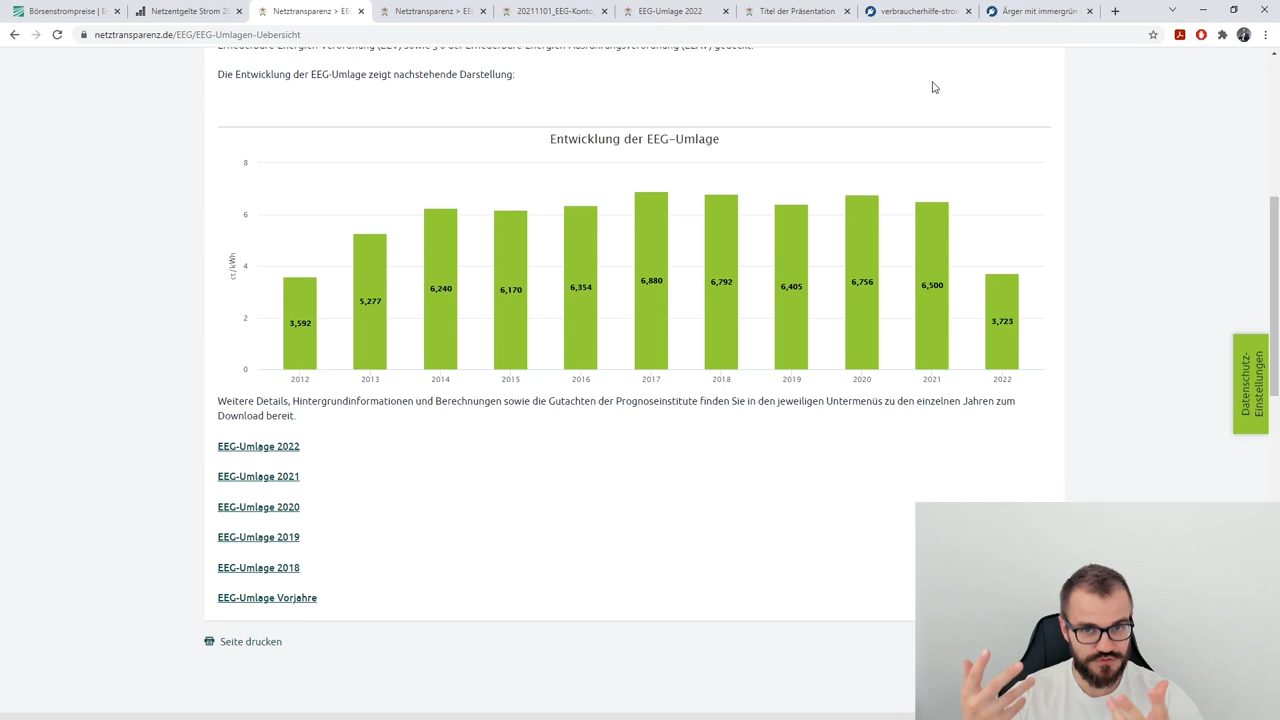 Börsenstrompreise | E
Netzentgelte Strom 20
Netztransparenz > EE
Netztransparenz > EE
20211101_EEG-Konto
EEG-Umlage 2022
Titel der Präsentation
verbraucherhilfe-stron
Ärger mit immergrün
netztransparenz.de/EEG/EEG-Umlagen-Uebersicht
Die Entwicklung der EEG-Umlage zeigt nachstehende Darstellung:
Entwicklung der EEG-Umlage
8
6
4
2
0
ct/kWh
3,592
5,277
6,240
6,170
6,354
6,880
6,792
6,405
6,756
6,500
3,723
2012
2013
2014
2015
2016
2017
2018
2019
2020
2021
2022
Datenschutz-
Einstellungen
Weitere Details, Hintergrundinformationen und Berechnungen sowie die Gutachten der Prognoseinstitute finden Sie in den jeweiligen Untermenüs zu den einzelnen Jahren zum
Download bereit.
EEG-Umlage 2022
EEG-Umlage 2021
EEG-Umlage 2020
EEG-Umlage 2019
EEG-Umlage 2018
EEG-Umlage Vorjahre
Seite drucken